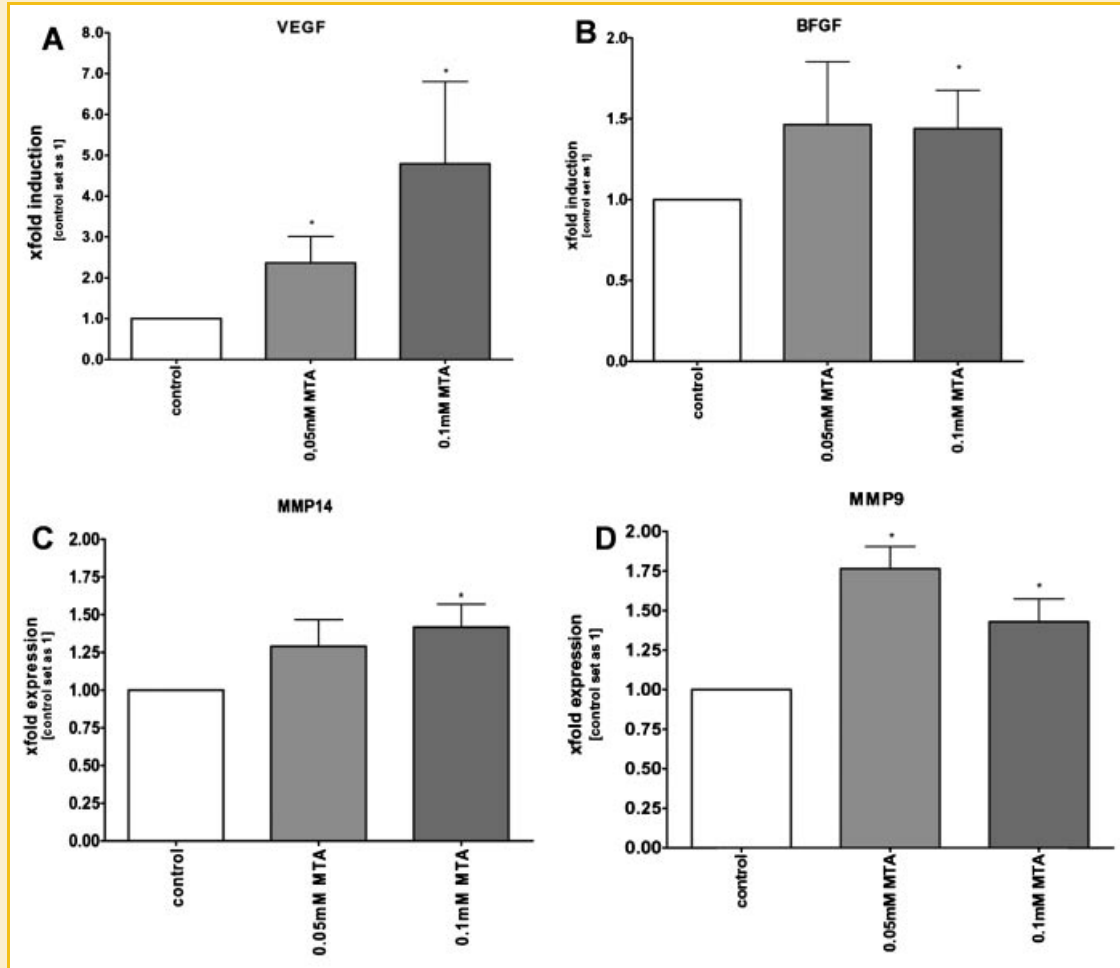 A
VEGF
xfold induction
[control set as 1]
8.0
7.0
6.0
5.0
4.0
3.0
2.0
1.0
0.0
*
*
control
0,05mM MTA
0.1mM MTA
B
BFGF
xfold induction
[control set as 1]
2.0
1.5
1.0
0.5
0.0
*
control
0.05mM MTA
0.1mM MTA
C
MMP14
xfold expression
[control set as 1]
2.00
1.75
1.50
1.25
1.00
0.75
0.50
0.25
0.00
*
control
0.05mM MTA
0.1mM MTA
D
MMP9
xfold expression
[control set as 1]
2.00
1.75
1.50
1.25
1.00
0.75
0.50
0.25
0.00
*
*
control
0.05mM MTA
0.1mM MTA